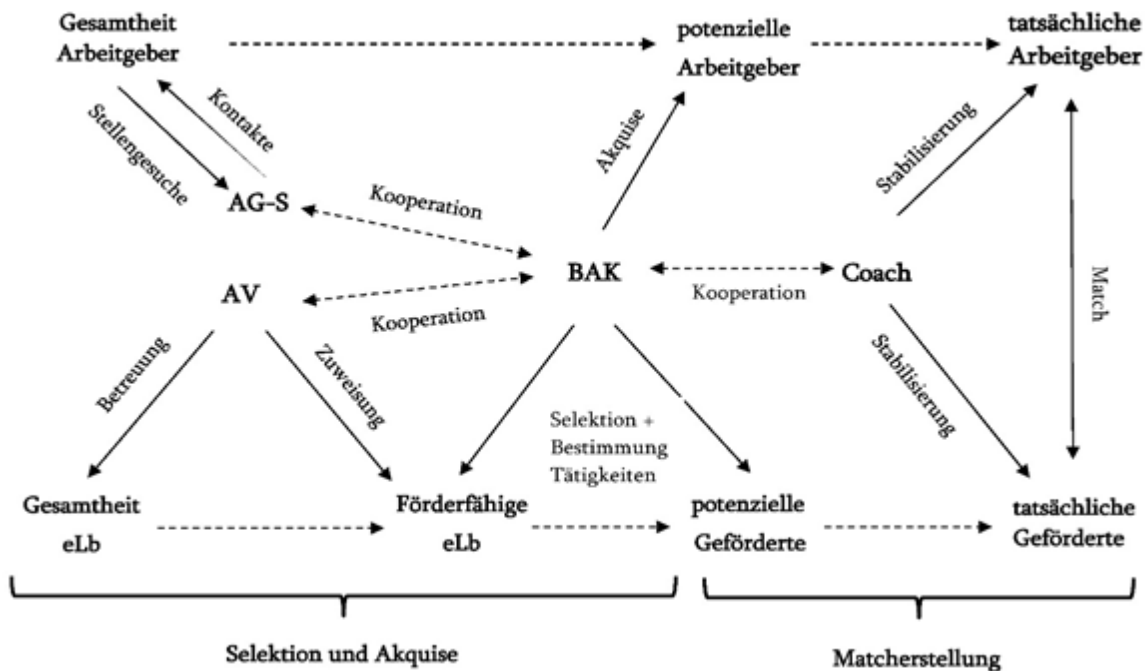 Gesamtheit
Arbeitgeber
potenzielle
Arbeitgeber
tatsächliche
Arbeitgeber
Kontakte
Stellengesuche
Akquise
Stabilisierung
AG-S
Kooperation
BAK
Coach
Kooperation
AV
Kooperation
Match
Betreuung
Zuweisung
Stabilisierung
Selektion +
Bestimmung
Tätigkeiten
Gesamtheit
eLb
Förderfähige
eLb
potenzielle
Geförderte
tatsächliche
Geförderte
Selektion und Akquise
Matcherstellung